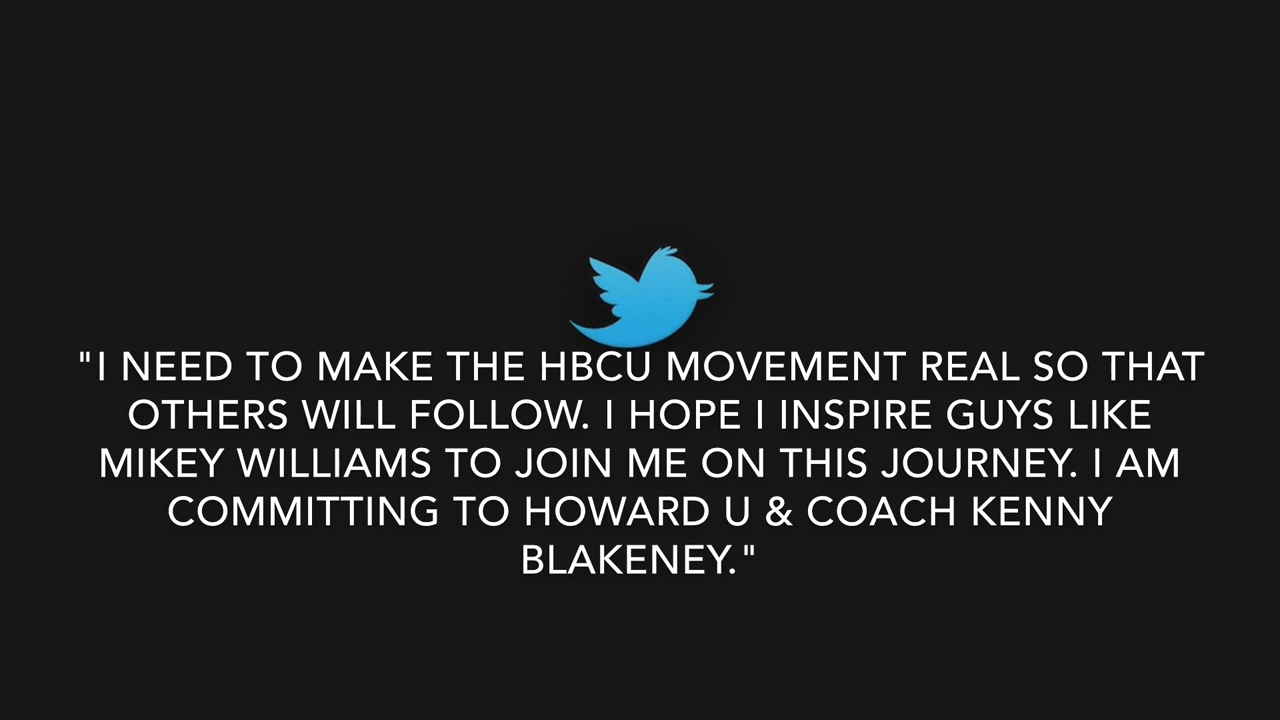 "I NEED TO MAKE THE HBCU MOVEMENT REAL SO THAT
OTHERS WILL FOLLOW. I HOPE I INSPIRE GUYS LIKE
MIKEY WILLIAMS TO JOIN ME ON THIS JOURNEY. I AM
COMMITTING TO HOWARD U & COACH KENNY
BLAKENEY."